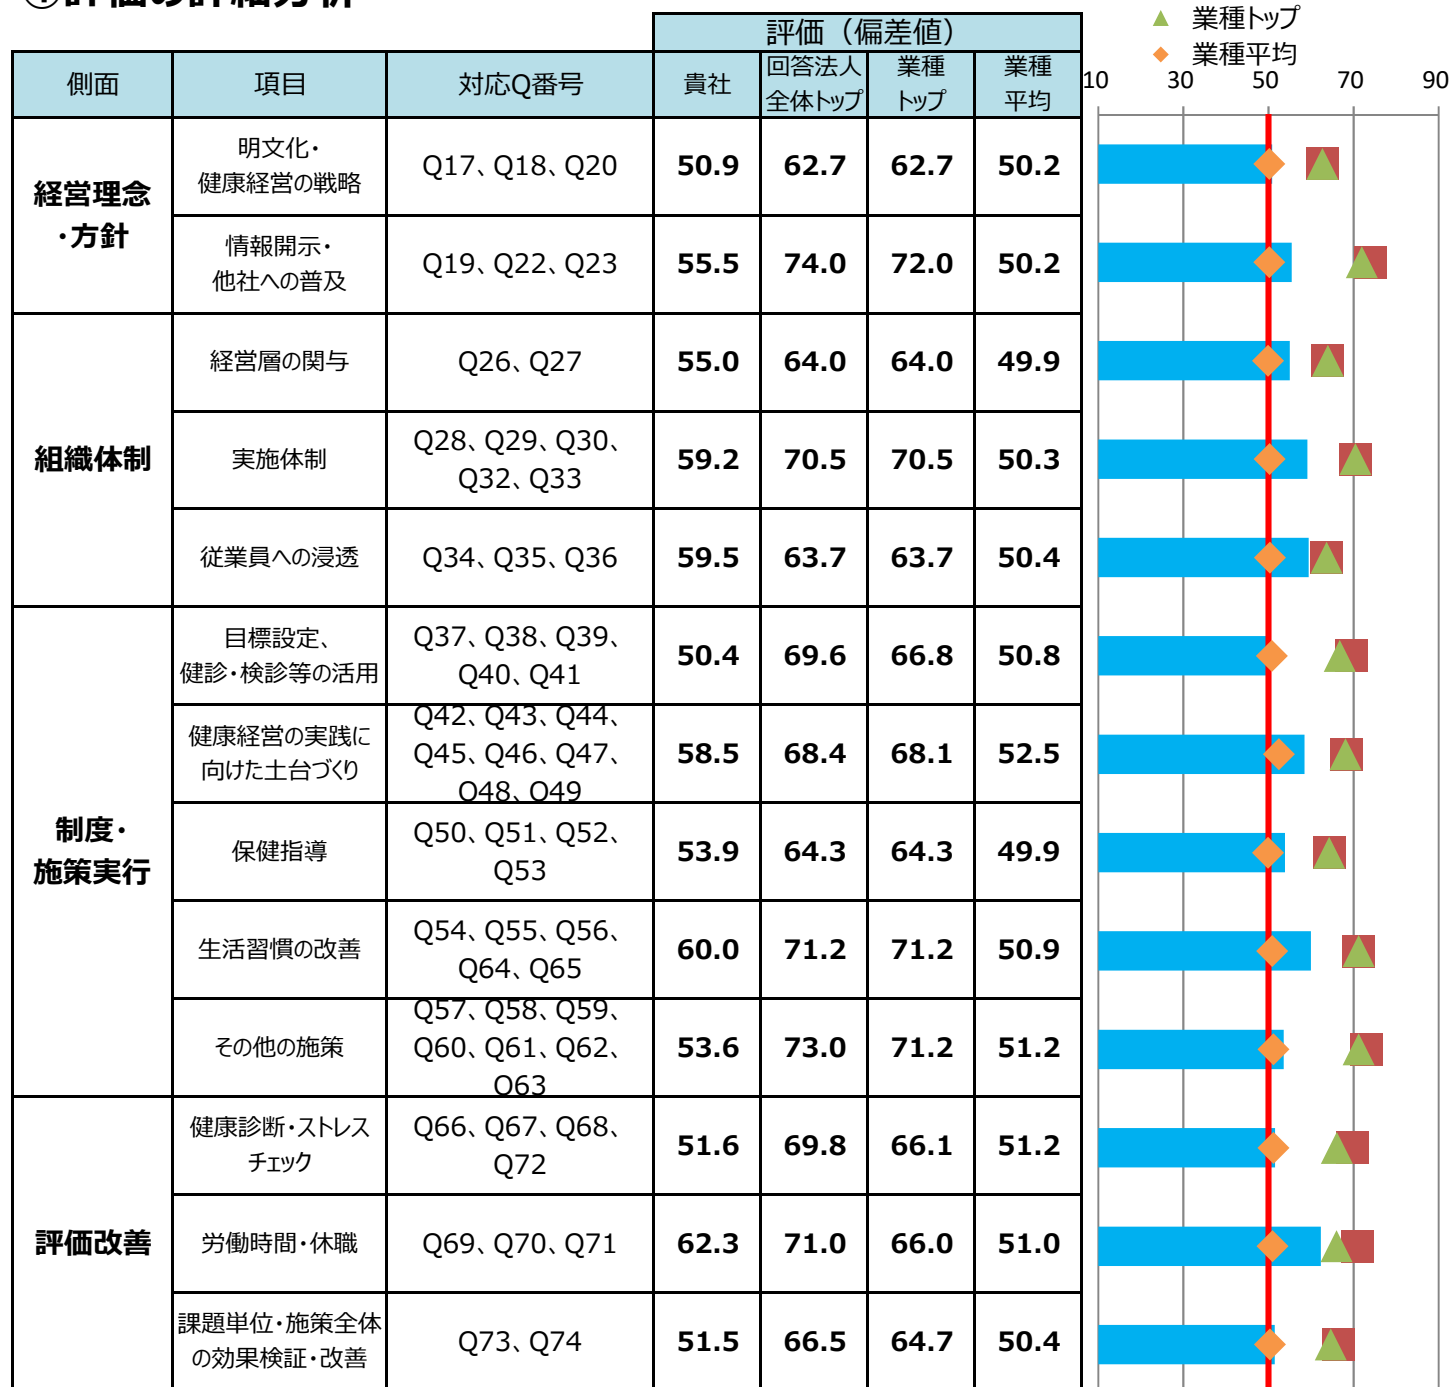 ①評価の詳細分析
業種トップ
業種平均
評価（偏差値）
側面 項目 対応Q番号 貴社 回答法人 業種 業種
全体トップ トップ 平均
10 30 50 70 90
経営理念
・方針
明文化・
健康経営の戦略
Q17、Q18、Q20 50.9 62.7 62.7 50.2
情報開示・
他社への普及
Q19、Q22、Q23 55.5 74.0 72.0 50.2
組織体制
経営層の関与 Q26、Q27 55.0 64.0 64.0 49.9
実施体制
Q28、Q29、Q30、
Q32、Q33
59.2 70.5 70.5 50.3
従業員への浸透 Q34、Q35、Q36 59.5 63.7 63.7 50.4
制度・
施策実行
目標設定、
健診・検診等の活用
Q37、Q38、Q39、
Q40、Q41
50.4 69.6 66.8 50.8
健康経営の実践に
向けた土台づくり
Q42、Q43、Q44、
Q45、Q46、Q47、
Q48、Q49
58.5 68.4 68.1 52.5
保健指導
Q50、Q51、Q52、
Q53
53.9 64.3 64.3 49.9
生活習慣の改善
Q54、Q55、Q56、
Q64、Q65
60.0 71.2 71.2 50.9
その他の施策
Q57、Q58、Q59、
Q60、Q61、Q62、
Q63
53.6 73.0 71.2 51.2
評価改善
健康診断・ストレス
チェック
Q66、Q67、Q68、
Q72
51.6 69.8 66.1 51.2
労働時間・休職 Q69、Q70、Q71 62.3 71.0 66.0 51.0
課題単位・施策全体
の効果検証・改善
Q73、Q74 51.5 66.5 64.7 50.4